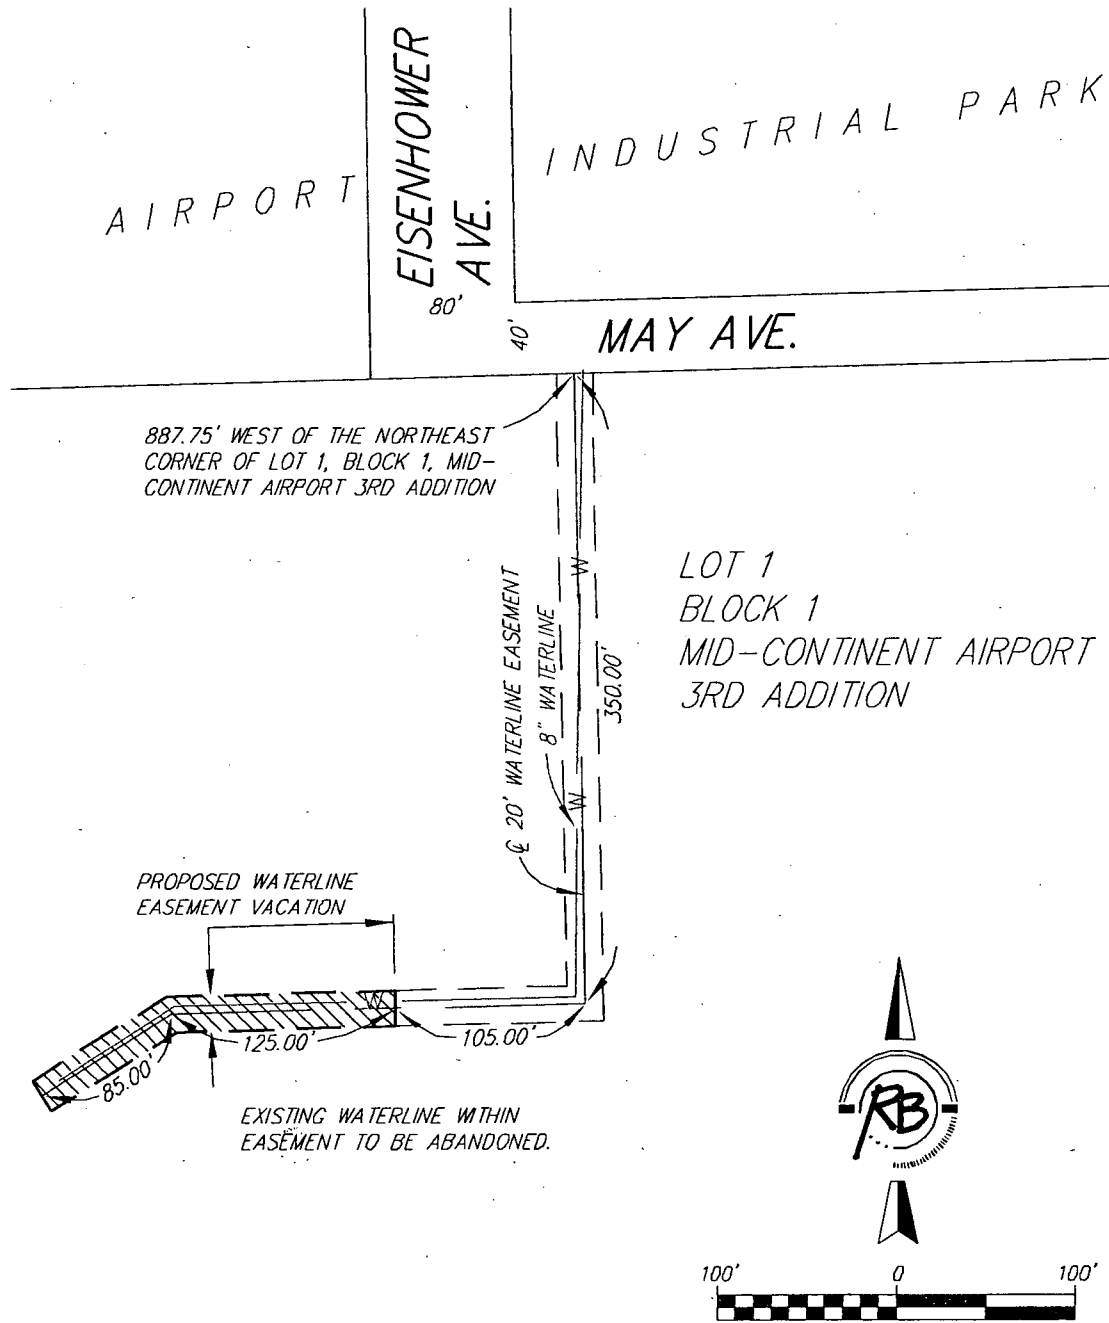 EISENHOWER
AVE.
INDUSTRIAL PARK
AIRPORT
80'
40'
MAY AVE.
887.75' WEST OF THE NORTHEAST
CORNER OF LOT 1, BLOCK 1, MID-
CONTINENT AIRPORT 3RD ADDITION
LOT 1
BLOCK 1
MID-CONTINENT AIRPORT
3RD ADDITION
W
℄ 20' WATERLINE EASEMENT
8" WATERLINE
350.00'
W
PROPOSED WATERLINE
EASEMENT VACATION
W
125.00'
105.00'
85.00'
EXISTING WATERLINE WITHIN
EASEMENT TO BE ABANDONED.
RB
100'
0
100'